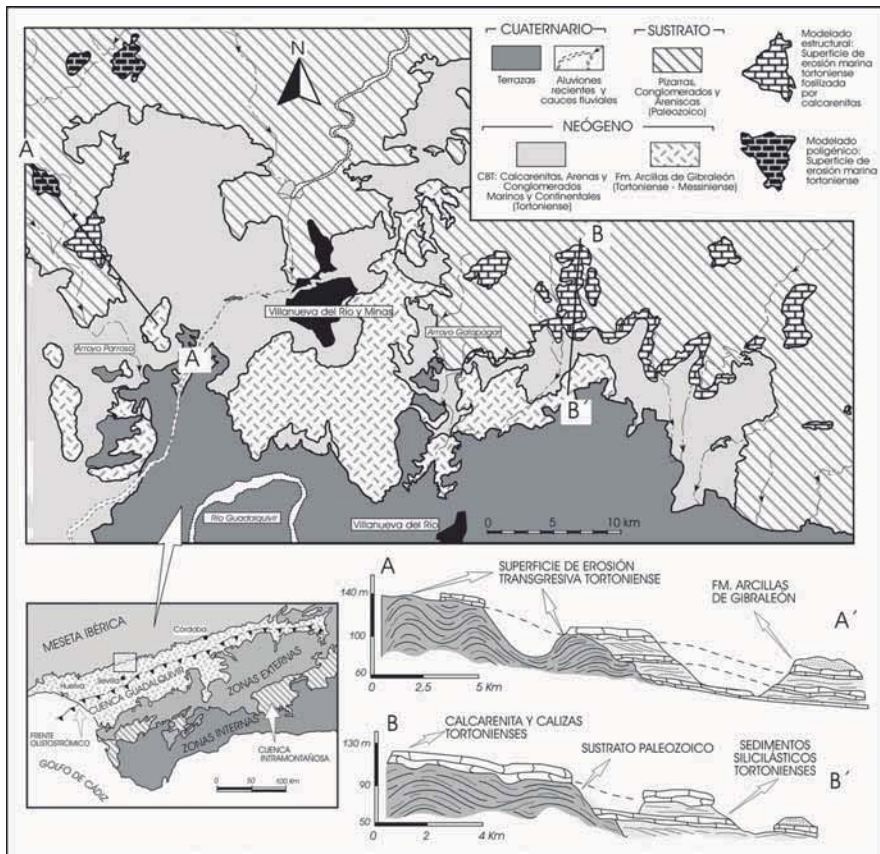 CUATERNARIO
SUSTRATO
Terrazas
Aluviones
recientes y
cauces fluviales
Pizarras,
Conglomerados y
Areniscas
(Paleozoico)
Modelado
estructural:
Superficie de
erosión marina
tortoniense
fosilizada
por
calcarenitas
NEÓGENO
CBT: Calcarenitas, Arenas y
Conglomerados
Marinos y Continentales
(Tortoniense)
Fm. Arcillas de Gibraleón
(Tortoniense - Messiniense)
Modelado
poligénico:
Superficie de
erosión marina
tortoniense
N
A
B
Villanueva del Río y Minas
Arroyo Galapagar
Arroyo Parroso
A´
B´
Río Guadalquivir
Villanueva del Río
0 5 10 km
A
SUPERFICIE DE EROSIÓN
TRANSGRESIVA TORTONIENSE
FM. ARCILLAS
DE GIBRALEÓN
A´
140 m
100
60
0 2.5 5 Km
MESETA IBÉRICA
Córdoba
Huelva
Sevilla
CUENCA GUADALQUIVIR
ZONAS EXTERNAS
ZONAS INTERNAS
FRENTE
OLISTOSTRÓMICO
CUENCA
INTRAMONTAÑOSA
GOLFO DE CÁDIZ
0 50 100 Km
B
CALCARENITA Y CALIZAS
TORTONIENSES
SUSTRATO PALEOZOICO
SEDIMENTOS
SILICILÁSTICOS
TORTONIENSES
B´
130 m
90
50
0 2 4 Km